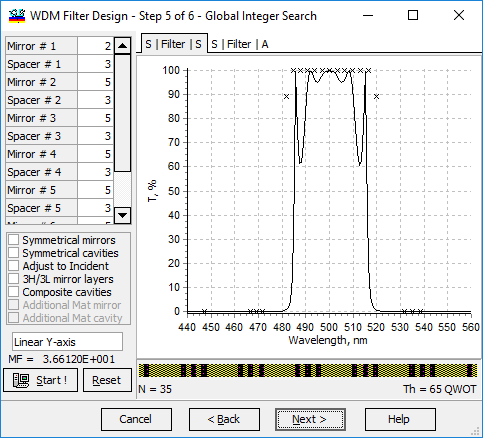 WDM Filter Design - Step 5 of 6 - Global Integer Search
Mirror # 1 2
Spacer # 1 3
Mirror # 2 5
Spacer # 2 3
Mirror # 3 5
Spacer # 3 3
Mirror # 4 5
Spacer # 4 3
Mirror # 5 5
Spacer # 5 3
Symmetrical mirrors
Symmetrical cavities
Adjust to Incident
3H/3L mirror layers
Composite cavities
Additional Mat mirror
Additional Mat cavity
Linear Y-axis
MF = 3.66120E+001
Start !
Reset
S | Filter | S
S | Filter | A
100
90
80
70
60
50
40
30
20
10
0
T, %
440 450 460 470 480 490 500 510 520 530 540 550 560
Wavelength, nm
N = 35
Th = 65 QWOT
Cancel
< Back
Next >
Help